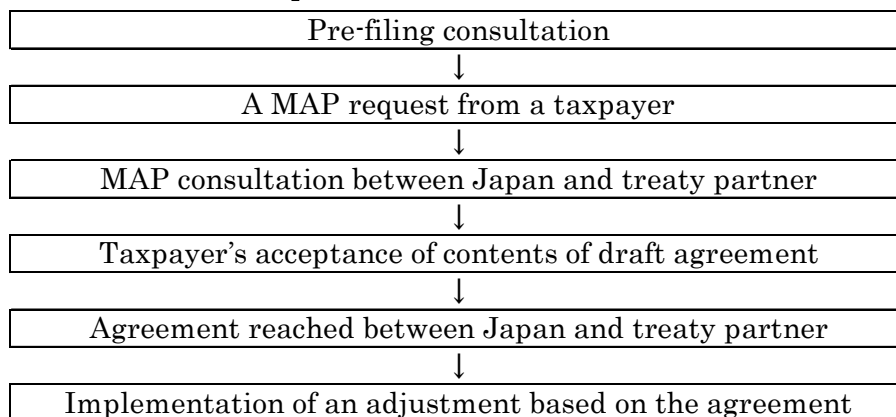 Pre-filing consultation
↓
A MAP request from a taxpayer
↓
MAP consultation between Japan and treaty partner
↓
Taxpayer's acceptance of contents of draft agreement
↓
Agreement reached between Japan and treaty partner
↓
Implementation of an adjustment based on the agreement